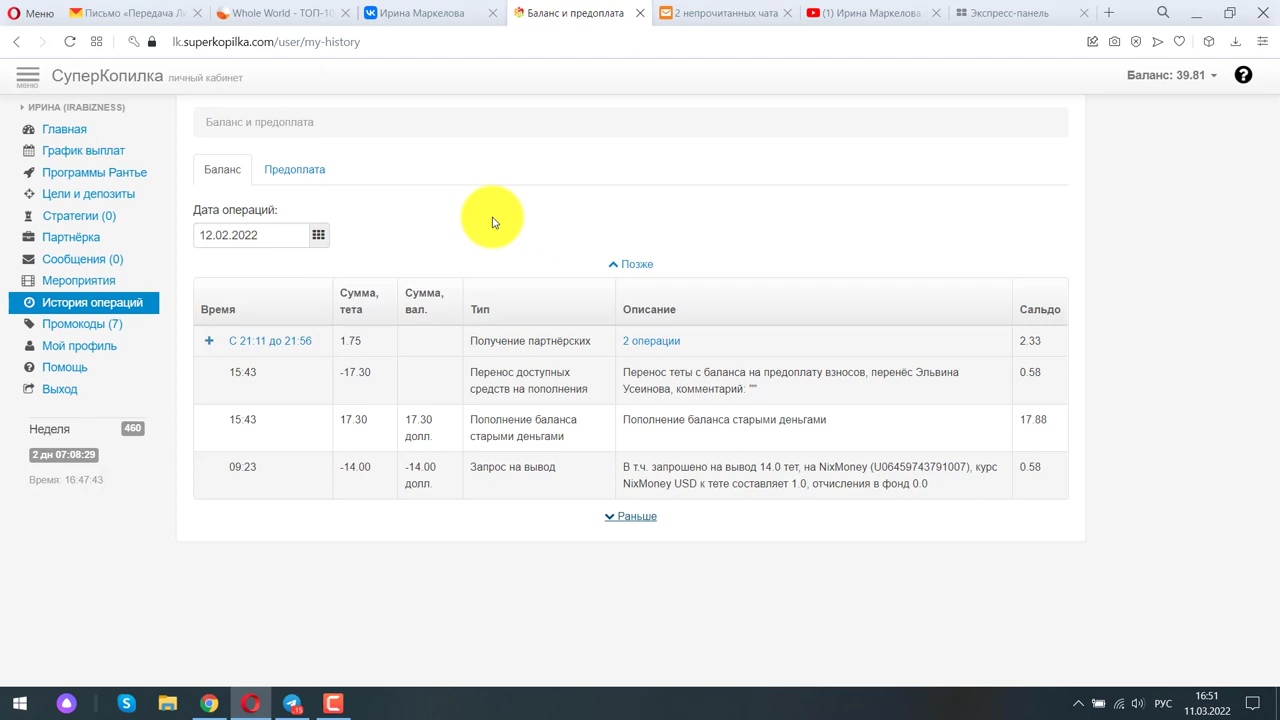 Меню
Письмо «Передача Ли
Whole World - ТОП-10
Ирина Маркелова
Баланс и предоплата
2 непрочитанных чата
(1) Ирина Маркелова
Экспресс-панель
lk.superkopilka.com/user/my-history
меню
СуперКопилка личный кабинет
Баланс: 39.81
ИРИНА (IRABIZNESS)
Главная
График выплат
Программы Рантье
Цели и депозиты
Стратегии (0)
Партнёрка
Сообщения (0)
Мероприятия
История операций
Промокоды (7)
Мой профиль
Помощь
Выход
Неделя 460
2 дн 07:08:29
Время: 16:47:43
Баланс и предоплата
Баланс Предоплата
Дата операций:
12.02.2022
Позже
Время Сумма, тета Сумма, вал. Тип Описание Сальдо
С 21:11 до 21:56 1.75 Получение партнёрских 2 операции 2.33
15:43 -17.30 Перенос доступных Перенос теты с баланса на предоплату взносов, перенёс Эльвина 0.58
средств на пополнения Усеинова, комментарий: ""
15:43 17.30 17.30 Пополнение баланса Пополнение баланса старыми деньгами 17.88
долл. старыми деньгами
09:23 -14.00 -14.00 Запрос на вывод В т.ч. запрошено на вывод 14.0 тет, на NixMoney (U06459743791007), курс 0.58
долл. NixMoney USD к тете составляет 1.0, отчисления в фонд 0.0
Раньше
15
РУС
16:51
11.03.2022